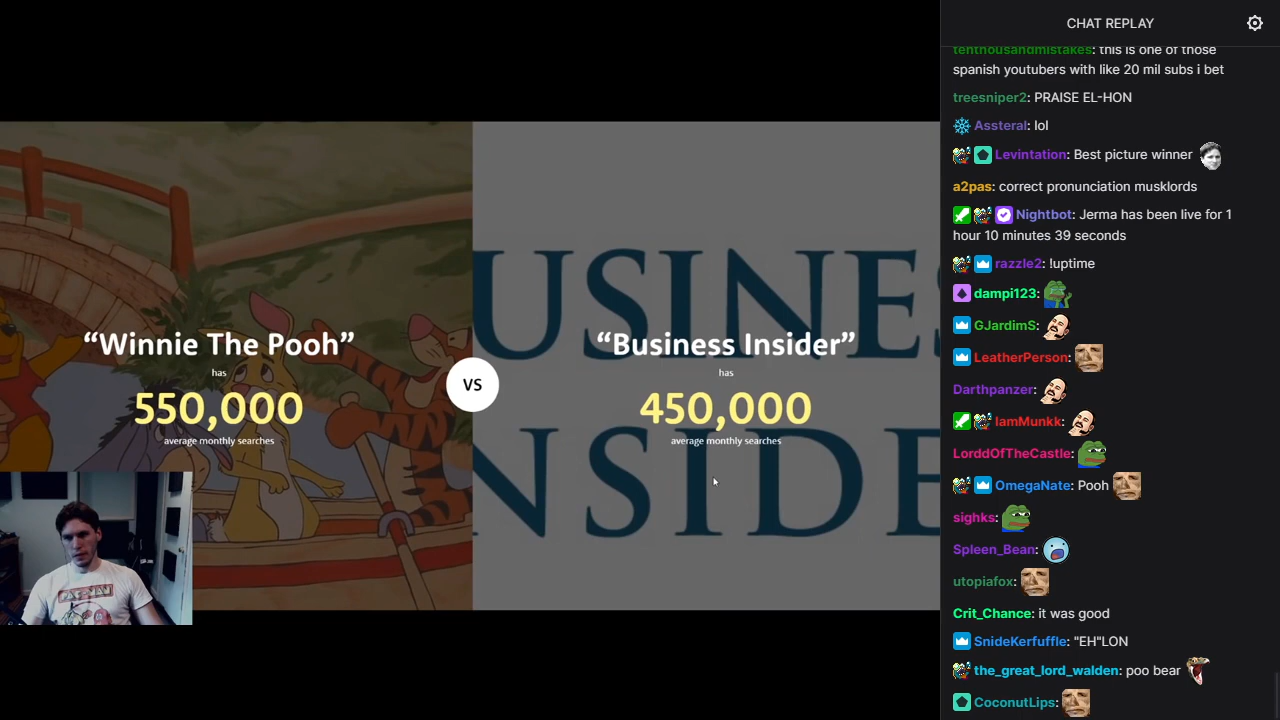 “Winnie The Pooh”
has
550,000
average monthly searches
VS
BUSINES
INSIDE
“Business Insider”
has
450,000
average monthly searches
CHAT REPLAY
tenthousandmistakes: this is one of those
spanish youtubers with like 20 mil subs i bet
treesniper2: PRAISE EL-HON
Assteral: lol
Levintation: Best picture winner
a2pas: correct pronunciation musklords
Nightbot: Jerma has been live for 1
hour 10 minutes 39 seconds
razzle2: !uptime
dampi123:
GJardimS:
LeatherPerson:
Darthpanzer:
IamMunkk:
LorddOfTheCastle:
OmegaNate: Pooh
sighks:
Spleen_Bean:
utopiafox:
Crit_Chance: it was good
SnideKerfuffle: "EH"LON
the_great_lord_walden: poo bear
CoconutLips: